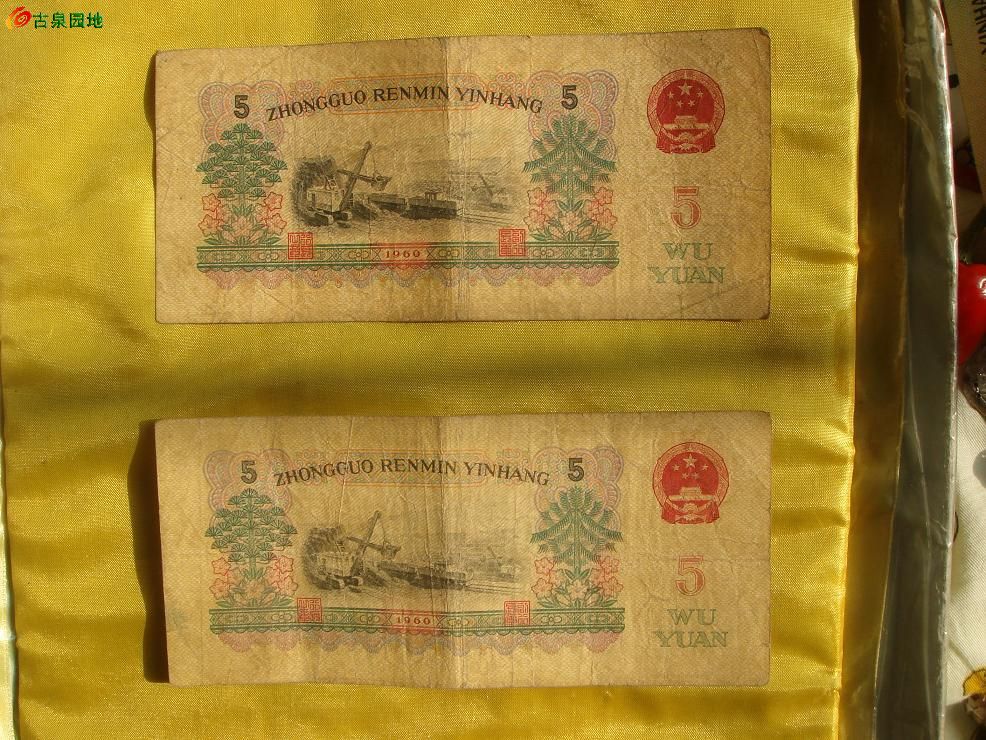 古泉园地
5 ZHONGGUO RENMIN YINHANG 5
5
WU
YUAN
1960
5 ZHONGGUO RENMIN YINHANG 5
5
WU
YUAN
1960